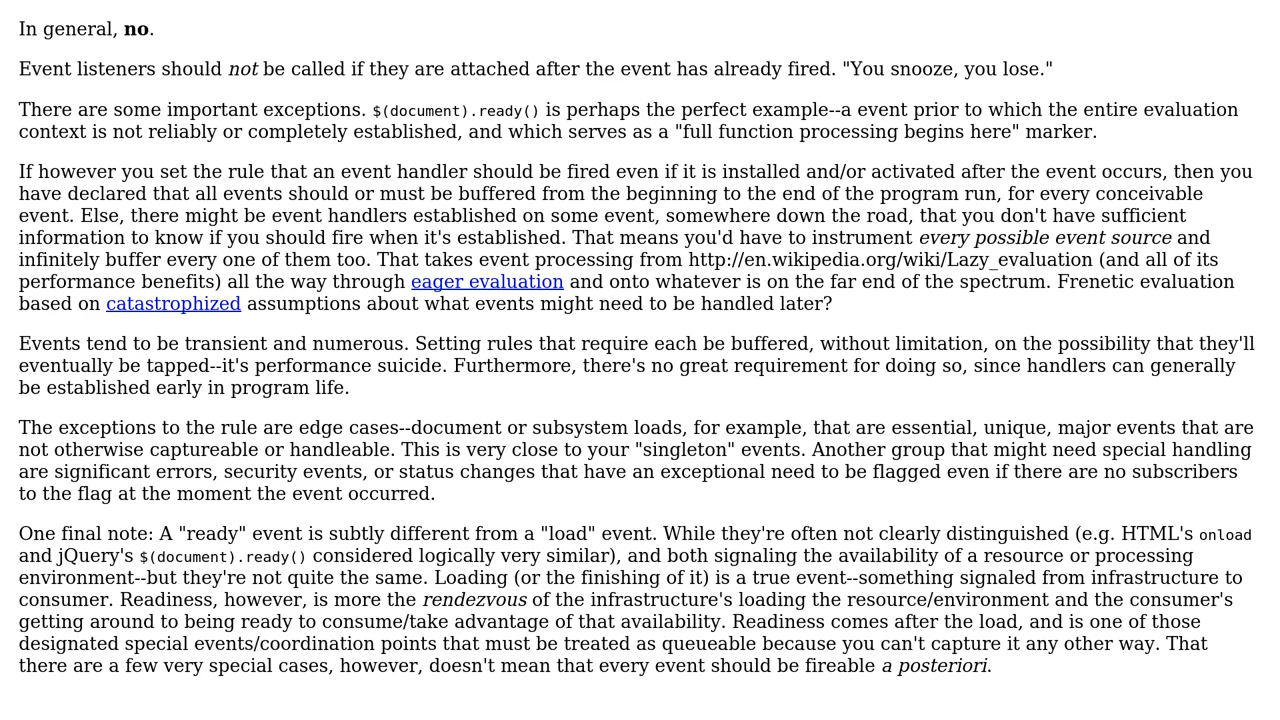 In general, no.
Event listeners should not be called if they are attached after the event has already fired. "You snooze, you lose."
There are some important exceptions. $(document).ready() is perhaps the perfect example--a event prior to which the entire evaluation
context is not reliably or completely established, and which serves as a "full function processing begins here" marker.
If however you set the rule that an event handler should be fired even if it is installed and/or activated after the event occurs, then you
have declared that all events should or must be buffered from the beginning to the end of the program run, for every conceivable
event. Else, there might be event handlers established on some event, somewhere down the road, that you don't have sufficient
information to know if you should fire when it's established. That means you'd have to instrument every possible event source and
infinitely buffer every one of them too. That takes event processing from http://en.wikipedia.org/wiki/Lazy_evaluation (and all of its
performance benefits) all the way through eager evaluation and onto whatever is on the far end of the spectrum. Frenetic evaluation
based on catastrophized assumptions about what events might need to be handled later?
Events tend to be transient and numerous. Setting rules that require each be buffered, without limitation, on the possibility that they'll
eventually be tapped--it's performance suicide. Furthermore, there's no great requirement for doing so, since handlers can generally
be established early in program life.
The exceptions to the rule are edge cases--document or subsystem loads, for example, that are essential, unique, major events that are
not otherwise captureable or handleable. This is very close to your "singleton" events. Another group that might need special handling
are significant errors, security events, or status changes that have an exceptional need to be flagged even if there are no subscribers
to the flag at the moment the event occurred.
One final note: A "ready" event is subtly different from a "load" event. While they're often not clearly distinguished (e.g. HTML's onload
and jQuery's $(document).ready() considered logically very similar), and both signaling the availability of a resource or processing
environment--but they're not quite the same. Loading (or the finishing of it) is a true event--something signaled from infrastructure to
consumer. Readiness, however, is more the rendezvous of the infrastructure's loading the resource/environment and the consumer's
getting around to being ready to consume/take advantage of that availability. Readiness comes after the load, and is one of those
designated special events/coordination points that must be treated as queueable because you can't capture it any other way. That
there are a few very special cases, however, doesn't mean that every event should be fireable a posteriori.